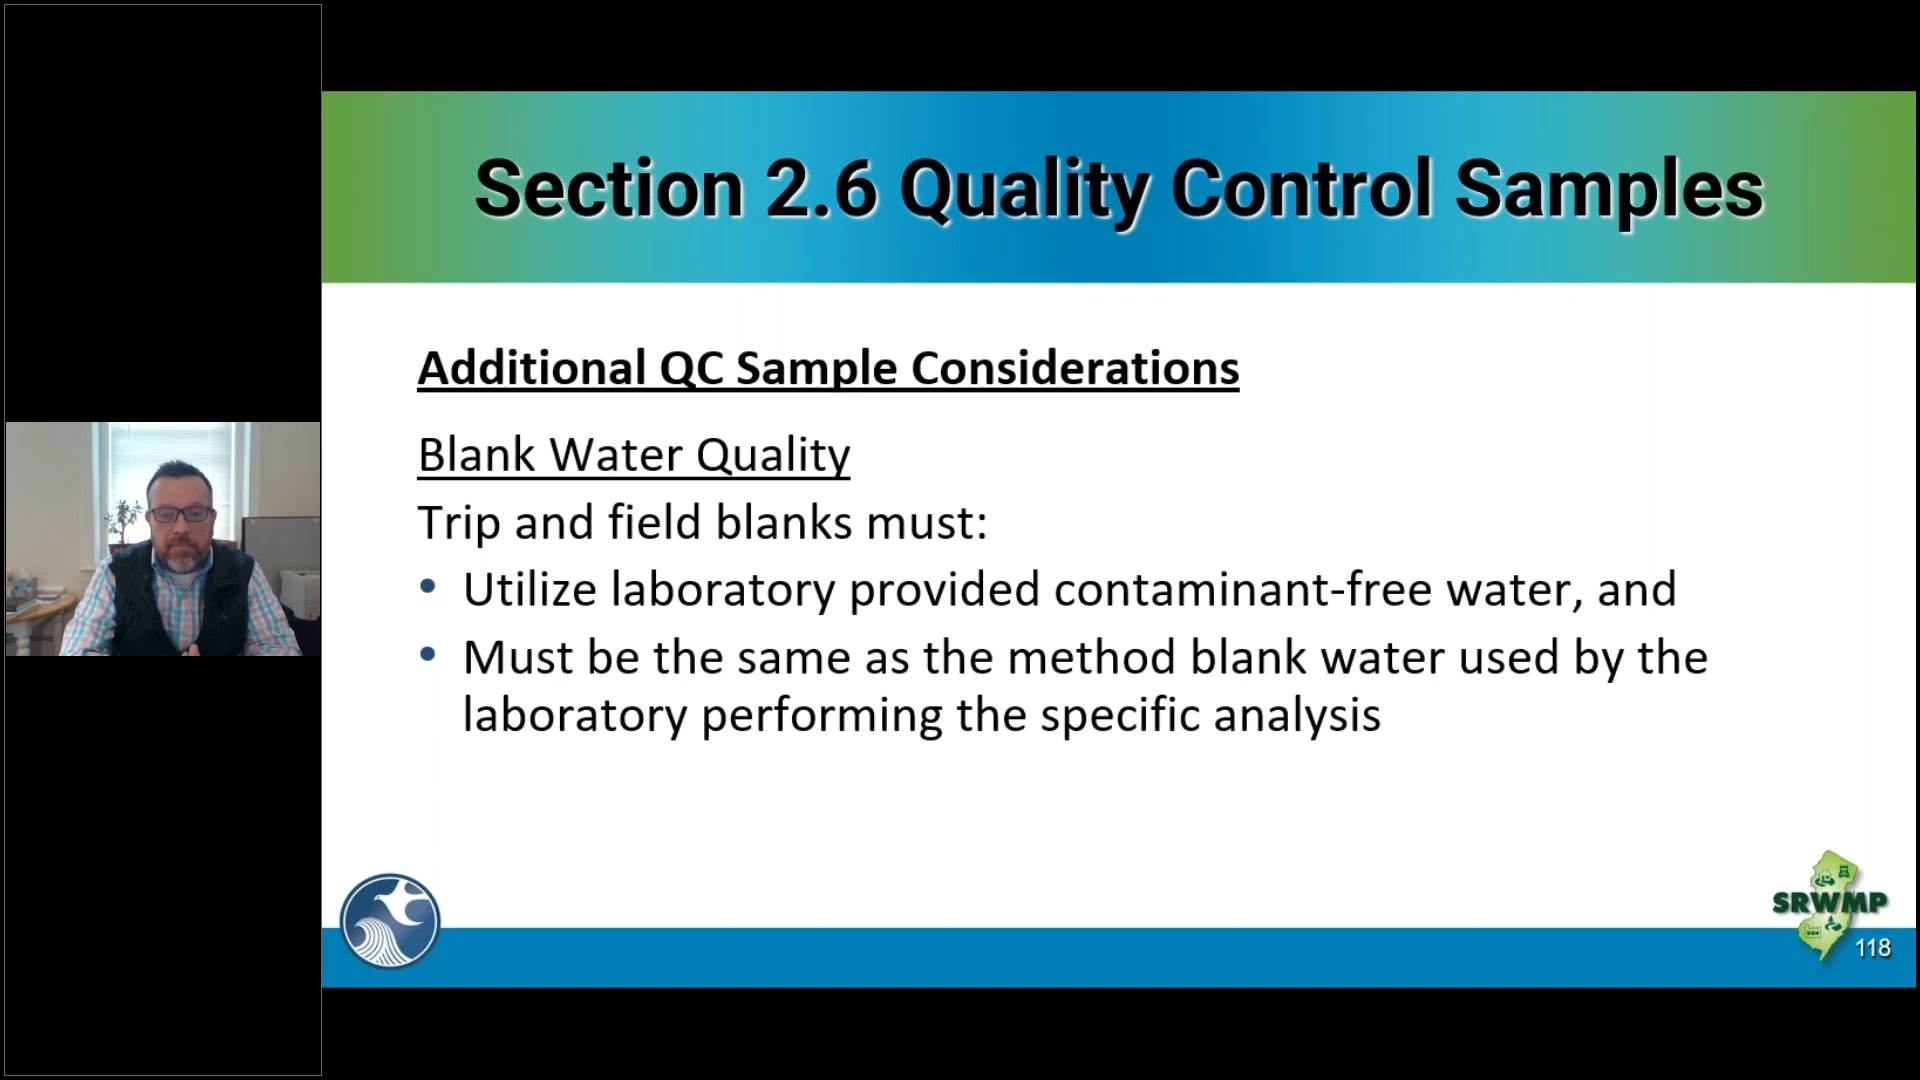 Section 2.6 Quality Control Samples
Additional QC Sample Considerations
Blank Water Quality
Trip and field blanks must:
• Utilize laboratory provided contaminant-free water, and
• Must be the same as the method blank water used by the
laboratory performing the specific analysis
SRWMP
118